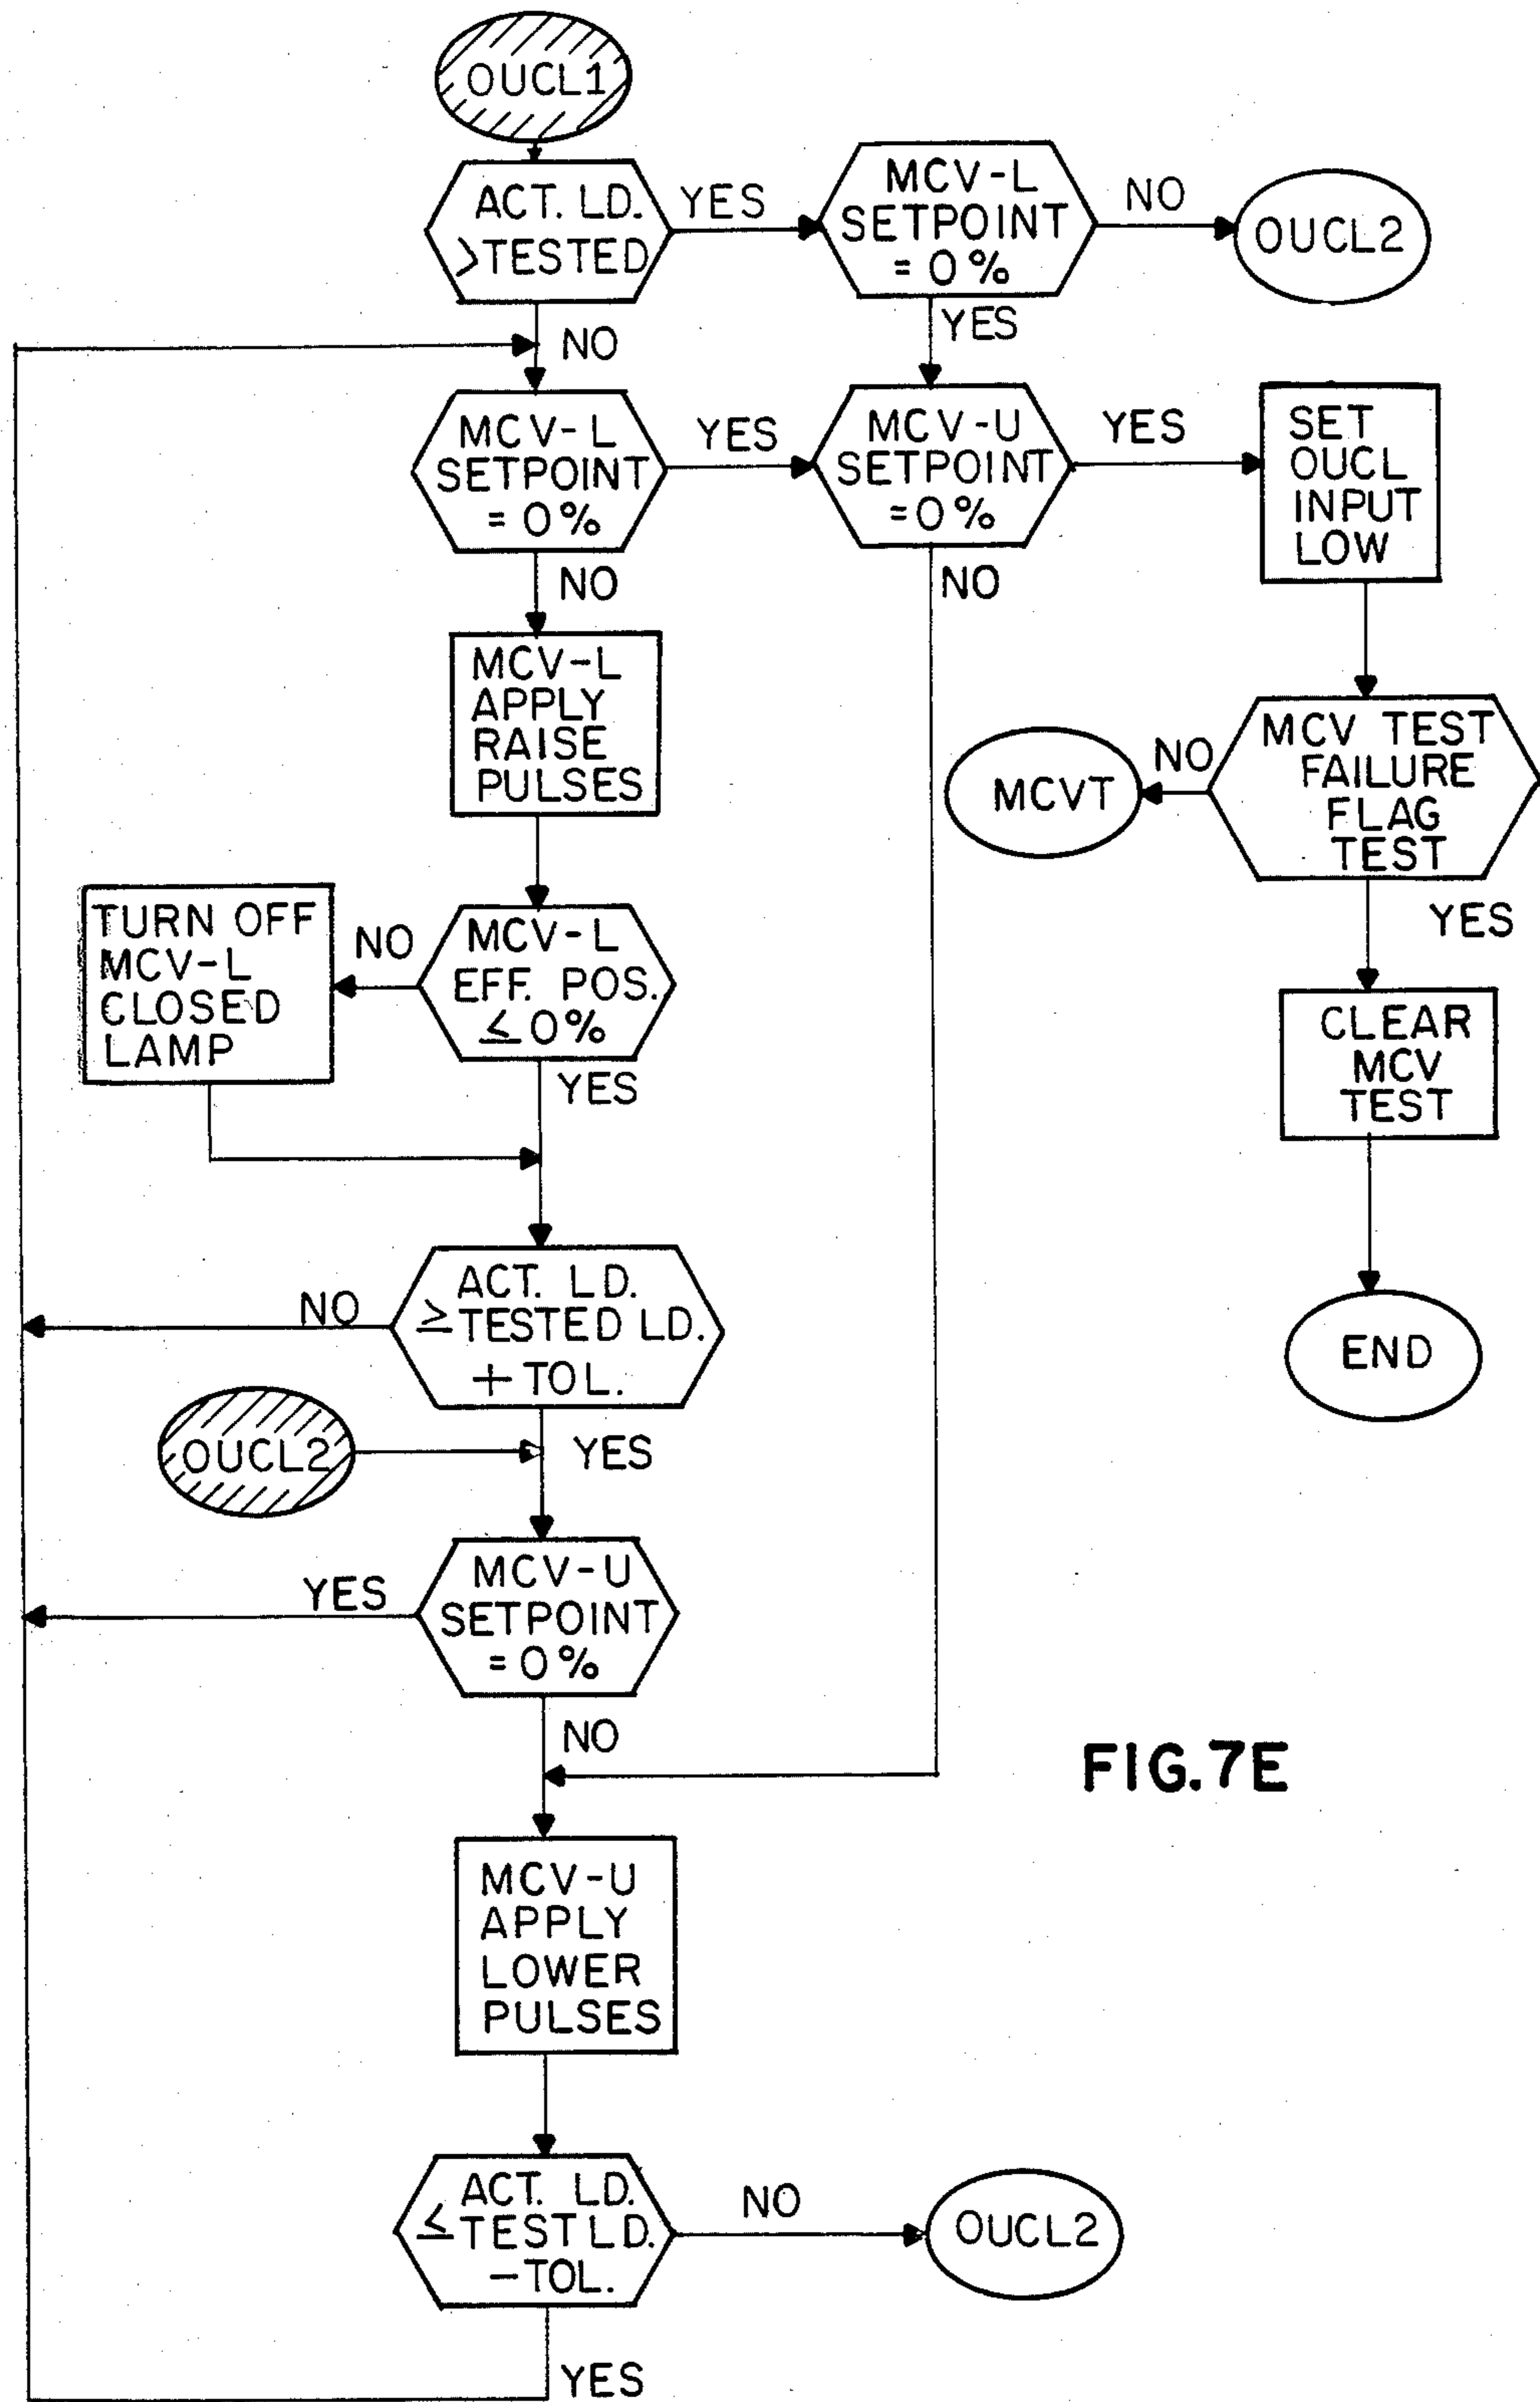 OUCL1
ACT. LD.
>TESTED
YES
MCV-L
SETPOINT
= 0%
NO
OUCL2
NO
YES
MCV-L
SETPOINT
= 0%
YES
MCV-U
SETPOINT
=0%
YES
SET
OUCL
INPUT
LOW
NO
NO
MCV-L
APPLY
RAISE
PULSES
MCVT
NO
MCV TEST
FAILURE
FLAG
TEST
YES
TURN OFF
MCV-L
CLOSED
LAMP
NO
MCV-L
EFF. POS.
≤ 0%
YES
CLEAR
MCV
TEST
NO
ACT. LD.
≥TESTED LD.
+TOL.
END
OUCL2
YES
YES
MCV-U
SETPOINT
=0%
NO
FIG.7E
MCV-U
APPLY
LOWER
PULSES
ACT. LD.
≤TEST LD.
-TOL.
NO
OUCL2
YES